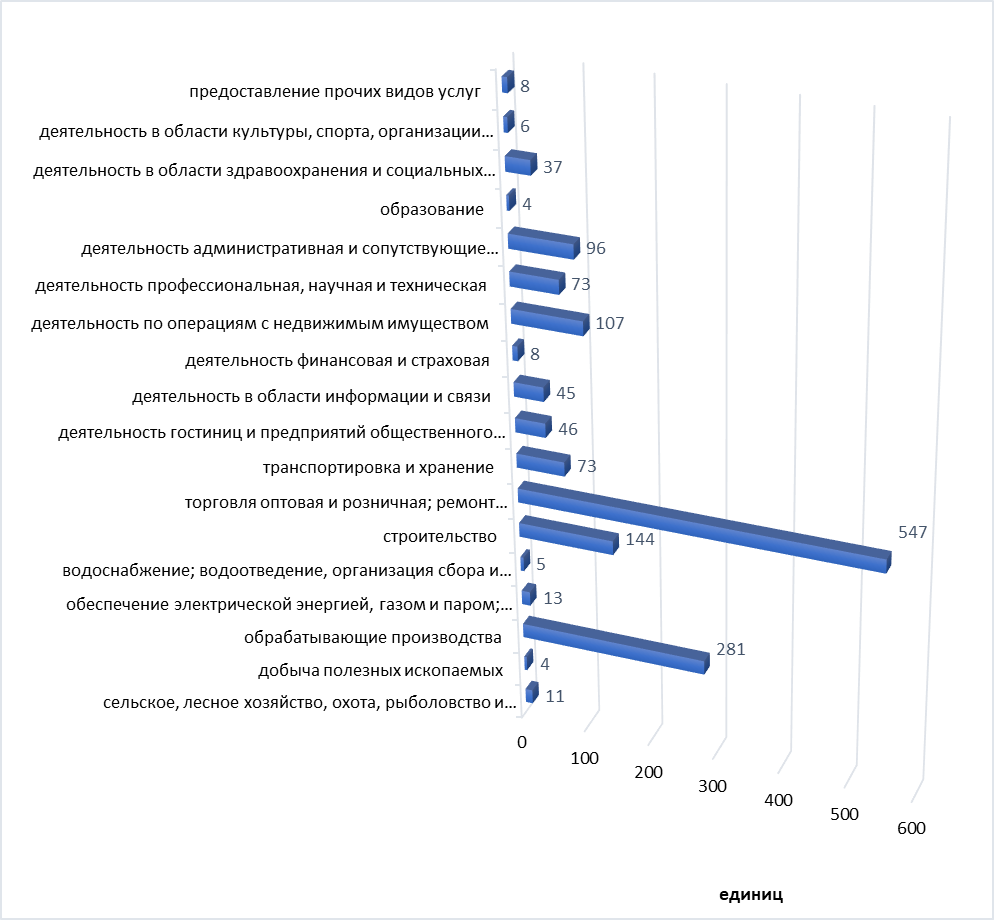 предоставление прочих видов услуг 8
деятельность в области культуры, спорта, организации... 6
деятельность в области здравоохранения и социальных... 37
образование 4
деятельность административная и сопутствующие... 96
деятельность профессиональная, научная и техническая 73
деятельность по операциям с недвижимым имуществом 107
деятельность финансовая и страховая 8
деятельность в области информации и связи 45
деятельность гостиниц и предприятий общественного... 46
транспортировка и хранение 73
торговля оптовая и розничная; ремонт... 547
строительство 144
водоснабжение; водоотведение, организация сбора и... 5
обеспечение электрической энергией, газом и паром;... 13
обрабатывающие производства 281
добыча полезных ископаемых 4
сельское, лесное хозяйство, охота, рыболовство и... 11
0 100 200 300 400 500 600
единиц